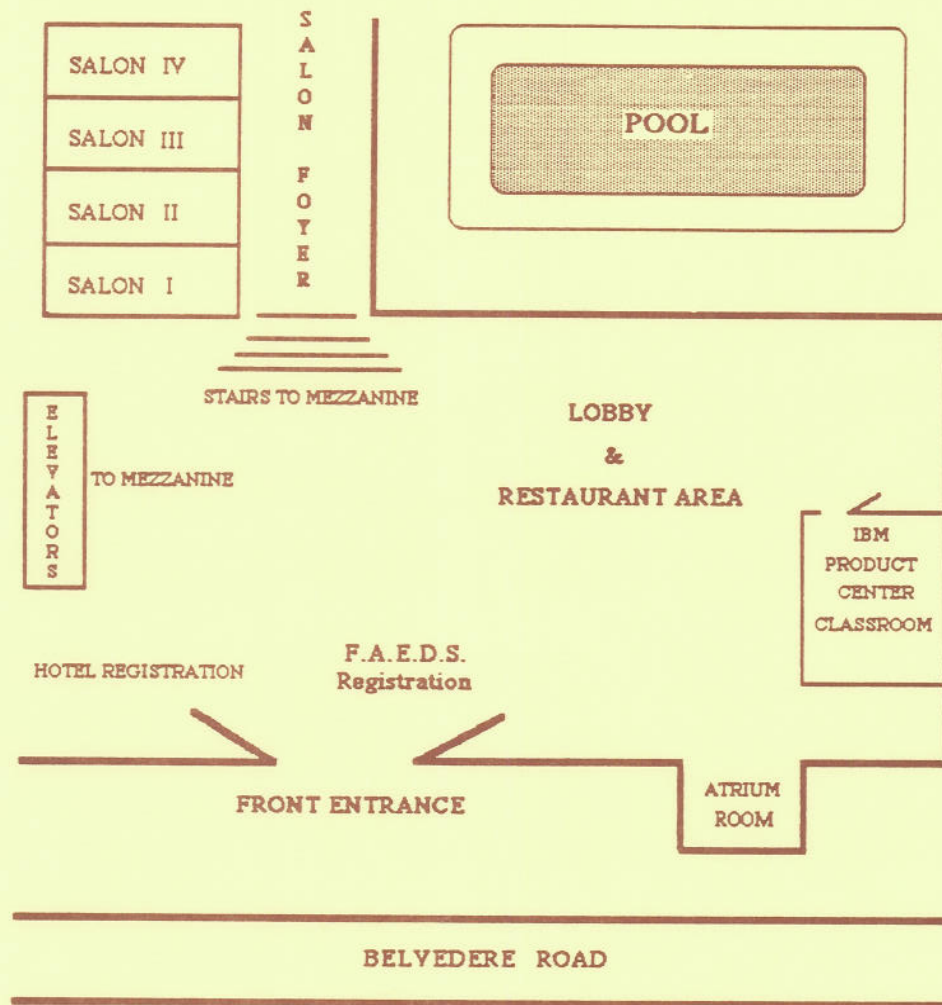 SALON IV
SALON III
SALON II
SALON I
SALON FOYER
POOL
STAIRS TO MEZZANINE
LOBBY
&
RESTAURANT AREA
ELEVATORS
TO MEZZANINE
IBM
PRODUCT
CENTER
CLASSROOM
HOTEL REGISTRATION
F.A.E.D.S.
Registration
FRONT ENTRANCE
ATRIUM
ROOM
BELVEDERE ROAD